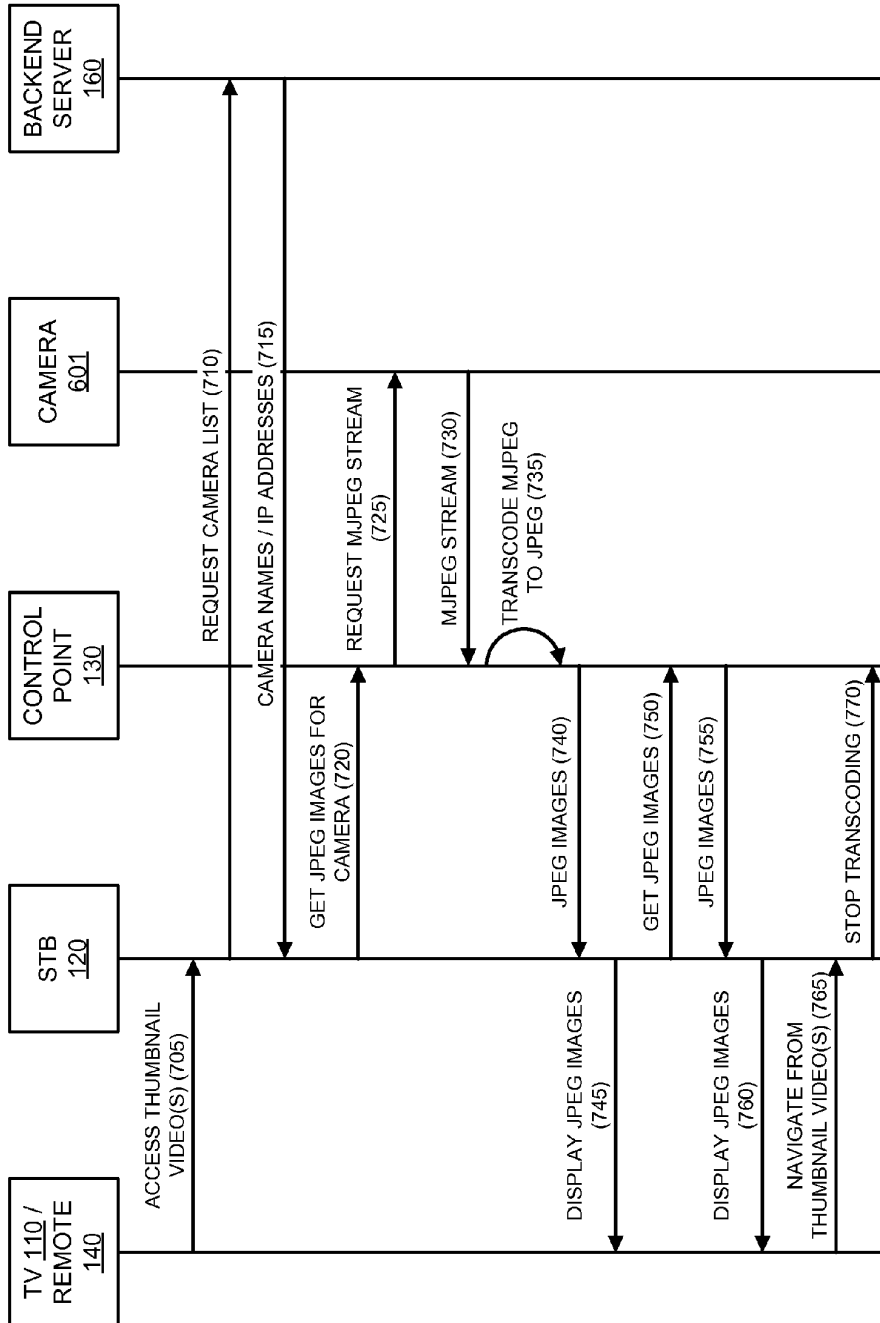 TV 110 /
REMOTE
140
STB
120
CONTROL
POINT
130
CAMERA
601
BACKEND
SERVER
160
ACCESS THUMBNAIL
VIDEO(S) (705)
REQUEST CAMERA LIST (710)
CAMERA NAMES / IP ADDRESSES (715)
GET JPEG IMAGES FOR
CAMERA (720)
REQUEST MJPEG STREAM
(725)
MJPEG STREAM (730)
TRANSCODE MJPEG
TO JPEG (735)
JPEG IMAGES (740)
DISPLAY JPEG IMAGES
(745)
GET JPEG IMAGES (750)
JPEG IMAGES (755)
DISPLAY JPEG IMAGES
(760)
NAVIGATE FROM
THUMBNAIL VIDEO(S) (765)
STOP TRANSCODING (770)